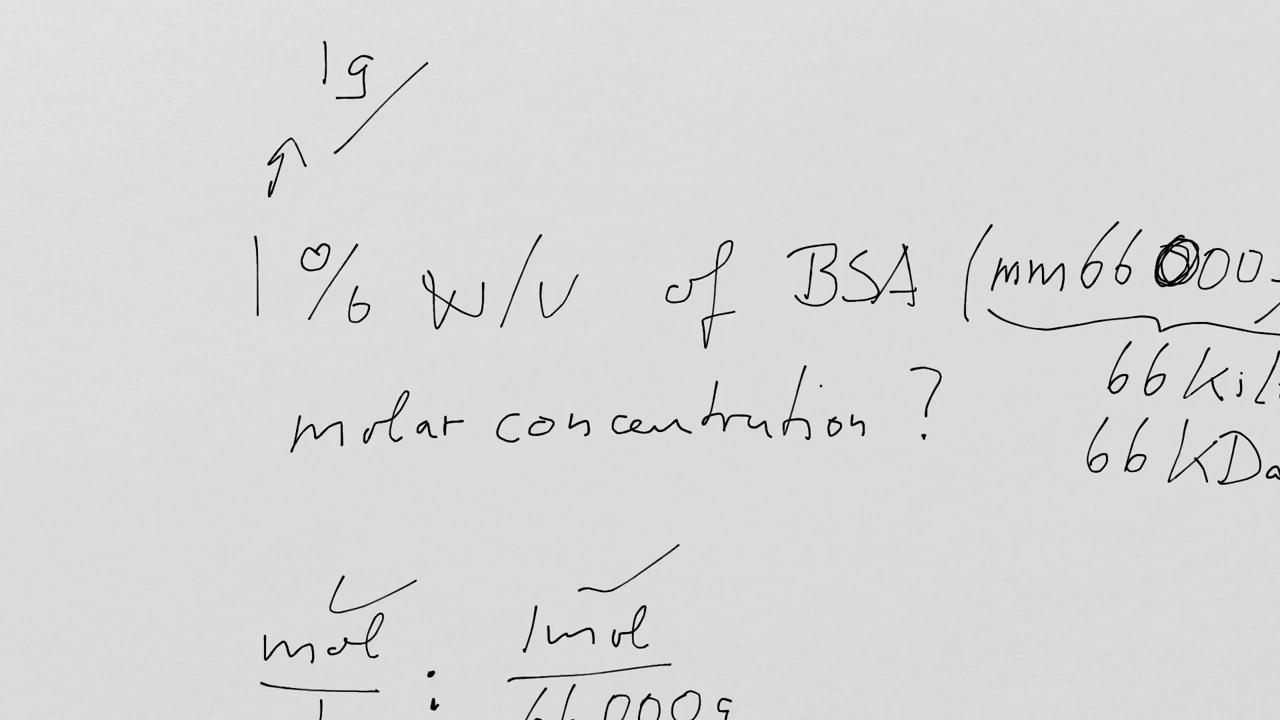 1g/
1% w/v of BSA (mm 66000
66 kil
molar concentration ?
66 kDa
mol 1mol
: 66000g